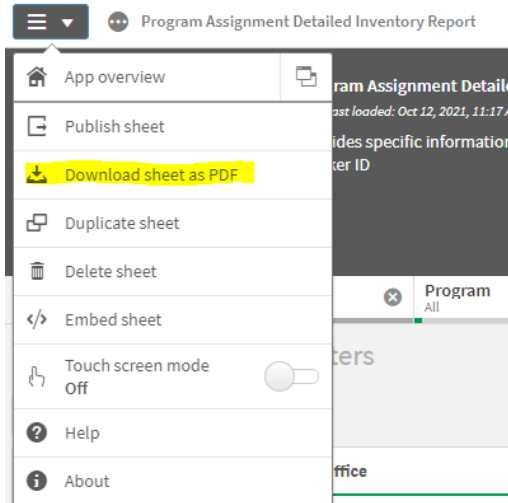 Program Assignment Detailed Inventory Report
App overview
ram Assignment Detaile
ast loaded: Oct 12, 2021, 11:17
Publish sheet
ides specific information
Download sheet as PDF
ker ID
Duplicate sheet
Delete sheet
Program
All
Embed sheet
ters
Touch screen mode
Off
Help
ffice
About